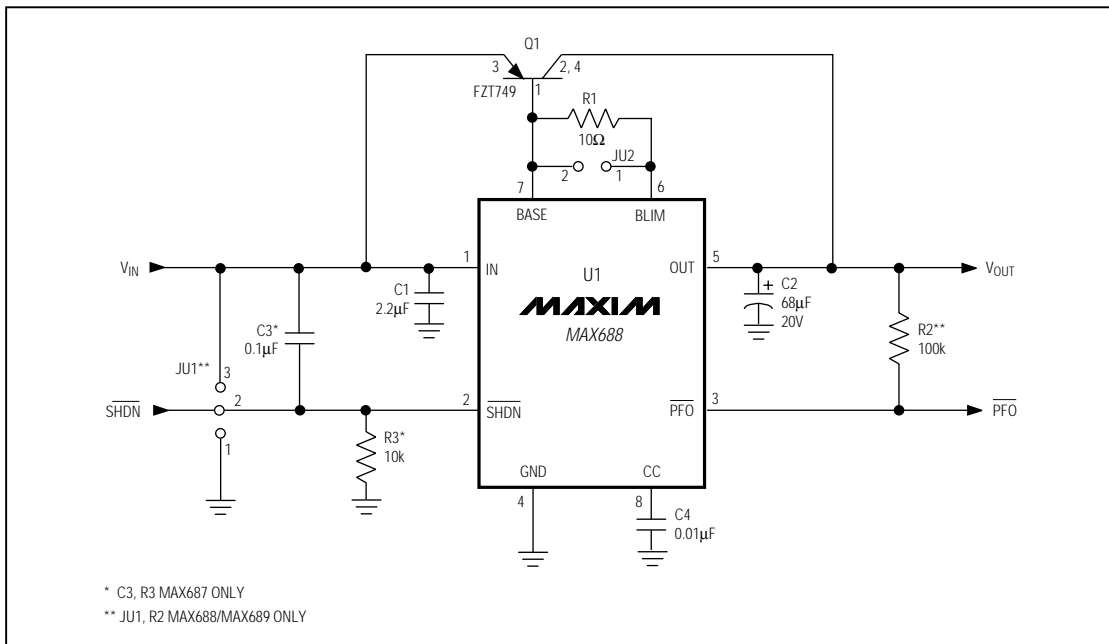 Q1
3
2, 4
FZT749
1
R1
10Ω
JU2
2
1
7
6
BASE
BLIM
VIN
1
IN
U1
OUT
5
VOUT
C1
2.2µF
MAXIM
MAX688
+
C2
68µF
20V
C3*
0.1µF
R2**
100k
JU1**
3
SHDN
2
2
SHDN
PFO
3
PFO
1
R3*
10k
GND
CC
4
8
C4
0.01µF
* C3, R3 MAX687 ONLY
** JU1, R2 MAX688/MAX689 ONLY